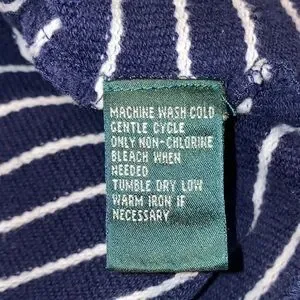 MACHINE WASH COLD
GENTLE CYCLE
ONLY NON-CHLORINE
BLEACH WHEN
NEEDED
TUMBLE DRY LOW
WARM IRON IF
NECESSARY